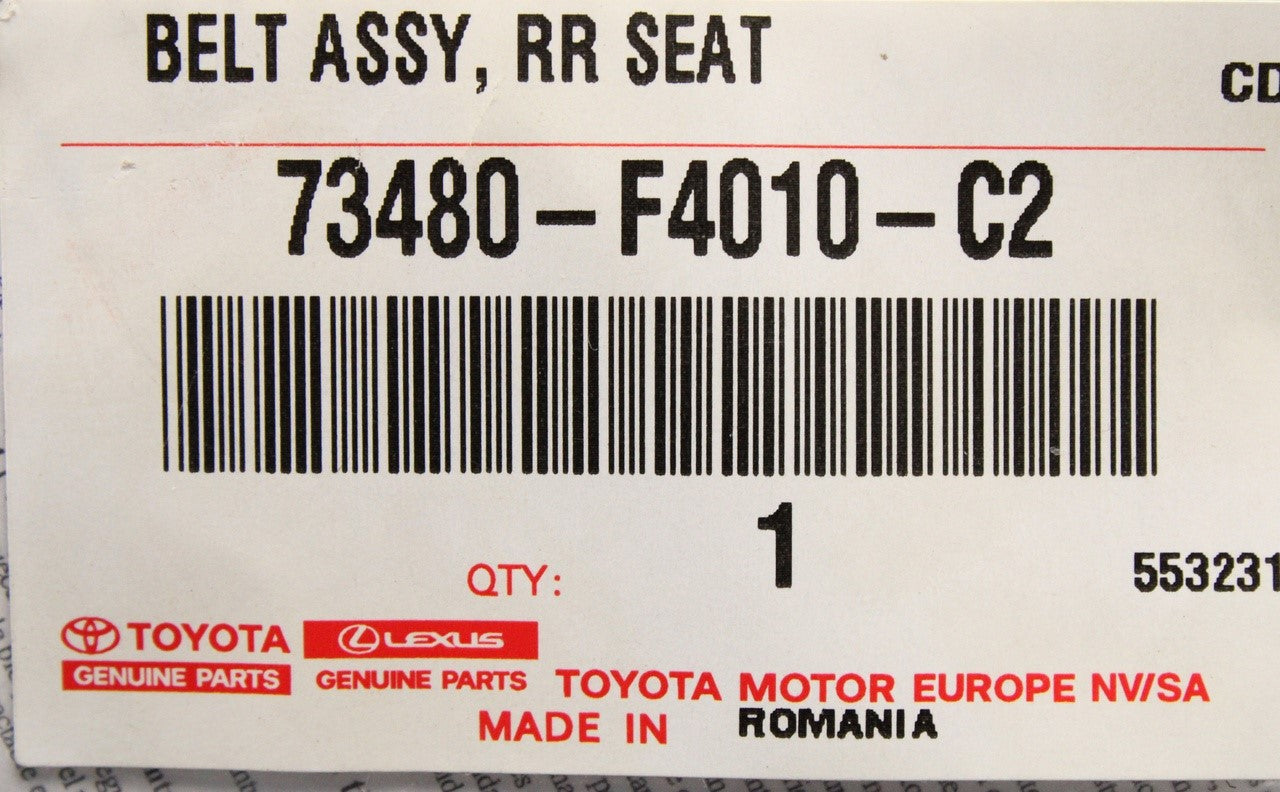 BELT ASSY, RR SEAT
CD
73480-F4010-C2
1
QTY:
553231
TOYOTA LEXUS
GENUINE PARTS GENUINE PARTS TOYOTA MOTOR EUROPE NV/SA
MADE IN ROMANIA